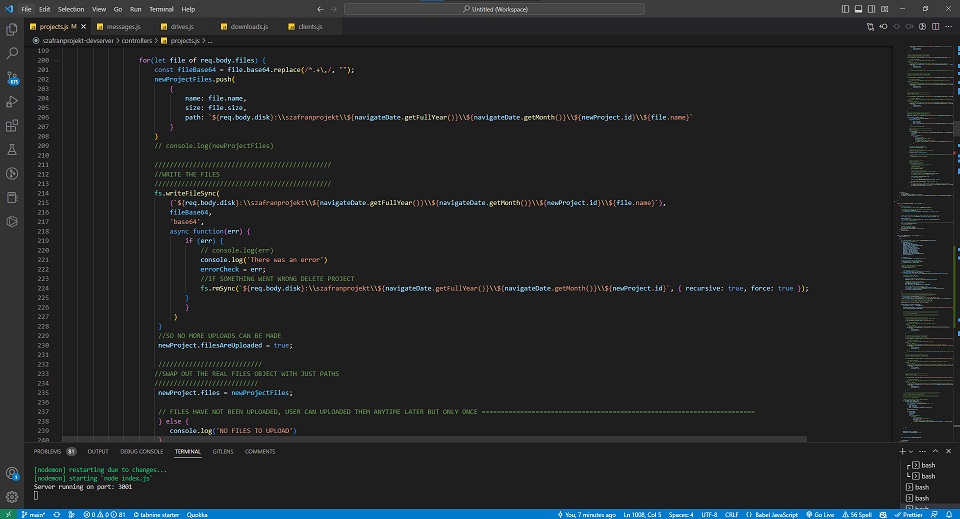 File Edit Selection View Go Run Terminal Help
Untitled (Workspace)
projects.js M messages.js drives.js downloads.js clients.js
szafranprojekt-devserver > controllers > projects.js > ...
199
200 for(let file of req.body.files) {
201 const fileBase64 = file.base64.replace(/^.+\,/, "");
202 newProjectFiles.push(
203 {
204 name: file.name,
205 size: file.size,
206 path: `${req.body.disk}:\\szafranprojekt\\${navigateDate.getFullYear()}\\${navigateDate.getMonth()}\\${newProject.id}\\${file.name}`
207 }
208 )
209 // console.log(newProjectFiles)
210
211 //////////////////////////////////////////////
212 //WRITE THE FILES
213 //////////////////////////////////////////////
214 fs.writeFileSync(
215 (`${req.body.disk}:\\szafranprojekt\\${navigateDate.getFullYear()}\\${navigateDate.getMonth()}\\${newProject.id}\\${file.name}`),
216 fileBase64,
217 'base64',
218 async function(err) {
219 if (err) {
220 // console.log(err)
221 console.log('There was an error')
222 errorCheck = err;
223 //IF SOMETHING WENT WRONG DELETE PROJECT
224 fs.rmSync(`${req.body.disk}:\\szafranprojekt\\${navigateDate.getFullYear()}\\${navigateDate.getMonth()}\\${newProject.id}`, { recursive: true, force: true });
225 }
226 }
227 )
228 }
229 //SO NO MORE UPLOADS CAN BE MADE
230 newProject.filesAreUploaded = true;
231
232 ///////////////////////////
233 //SWAP OUT THE REAL FILES OBJECT WITH JUST PATHS
234 ///////////////////////////
235 newProject.files = newProjectFiles;
236
237 // FILES HAVE NOT BEEN UPLOADED, USER CAN UPLOADED THEM ANYTIME LATER BUT ONLY ONCE =======================================================================
238 } else {
239 console.log('NO FILES TO UPLOAD')
240 }
PROBLEMS 81 OUTPUT DEBUG CONSOLE TERMINAL GITLENS COMMENTS
[nodemon] restarting due to changes...
[nodemon] starting `node index.js`
Server running on port: 3001
bash
bash
bash
bash
bash
main* 0 0 81 tabnine starter Quokka You, 7 minutes ago Ln 1008, Col 5 Spaces: 4 UTF-8 CRLF Babel JavaScript Go Live 56 Spell Prettier